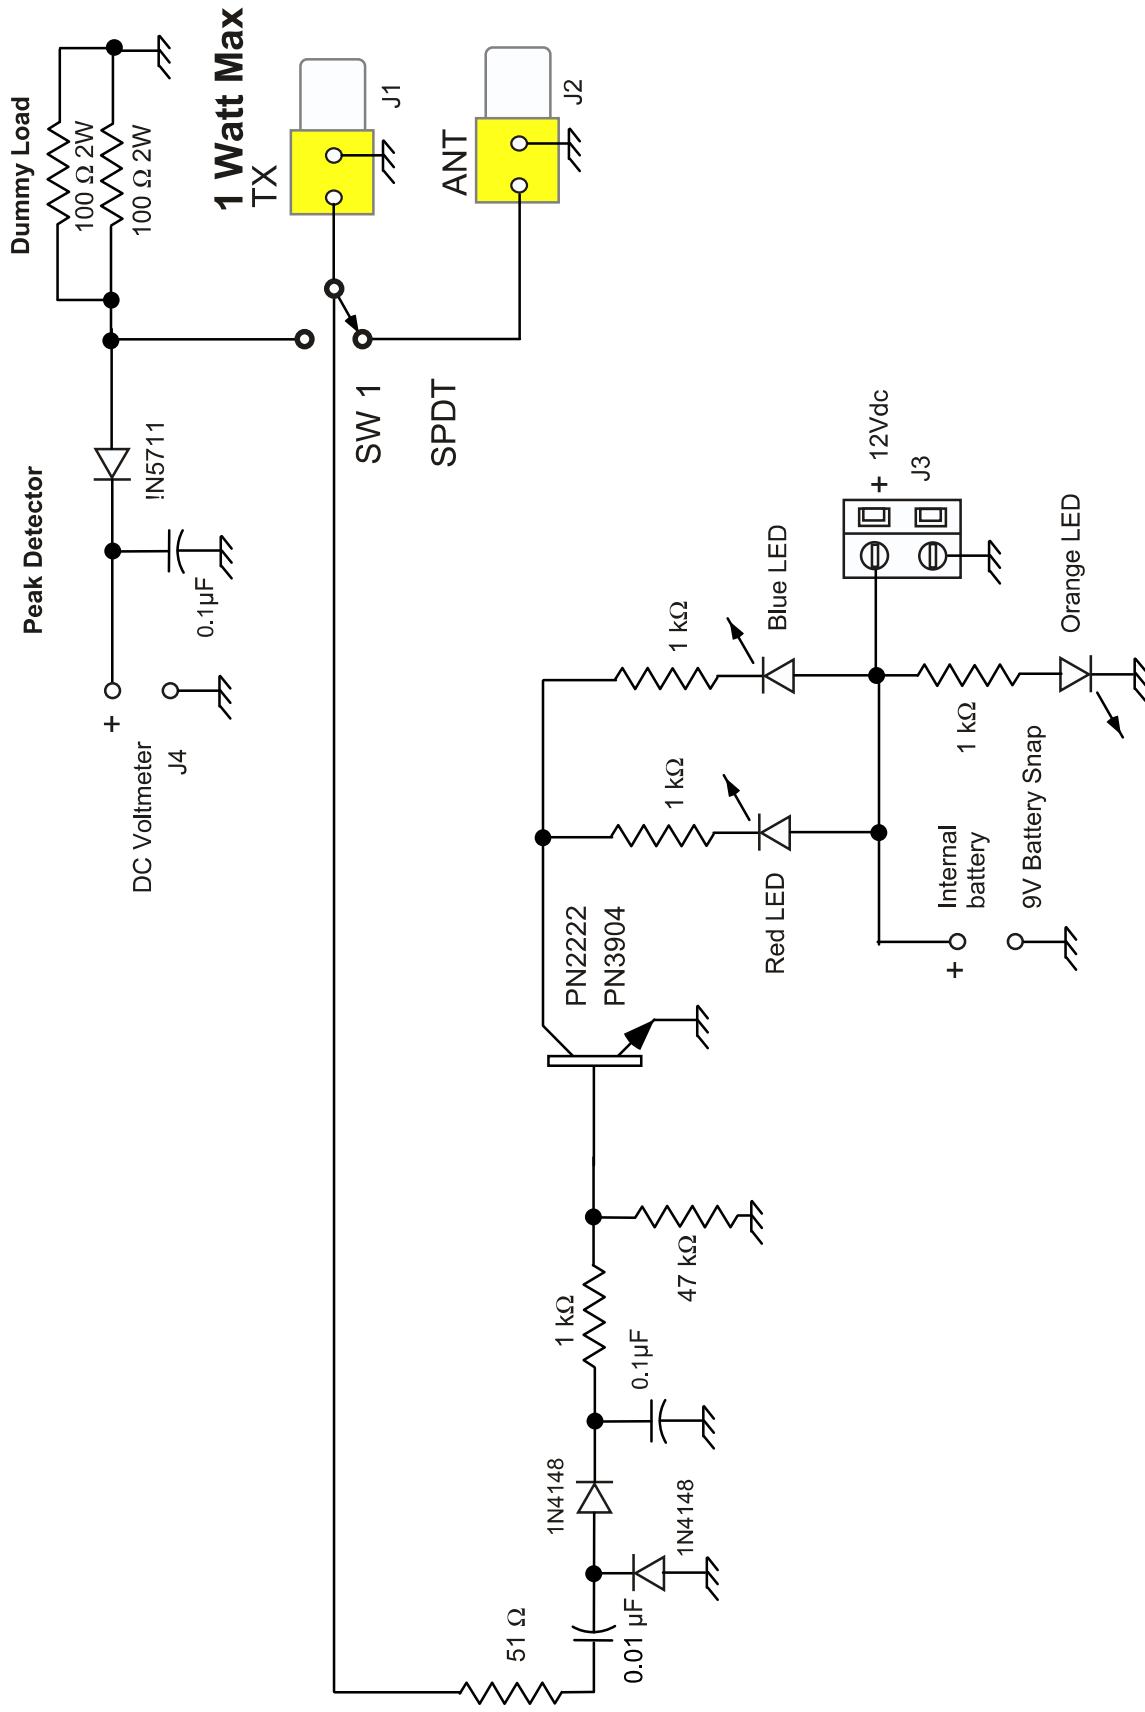 Dummy Load
100 Ω 2W
100 Ω 2W
1 Watt Max
TX
J1
ANT
J2
Peak Detector
!N5711
0.1µF
+
DC Voltmeter
J4
SW 1
SPDT
+ 12Vdc
J3
Blue LED
1 kΩ
Orange LED
1 kΩ
1 kΩ
Red LED
Internal
battery
9V Battery Snap
+
PN2222
PN3904
47 kΩ
1 kΩ
0.1µF
1N4148
1N4148
0.01 µF
51 Ω